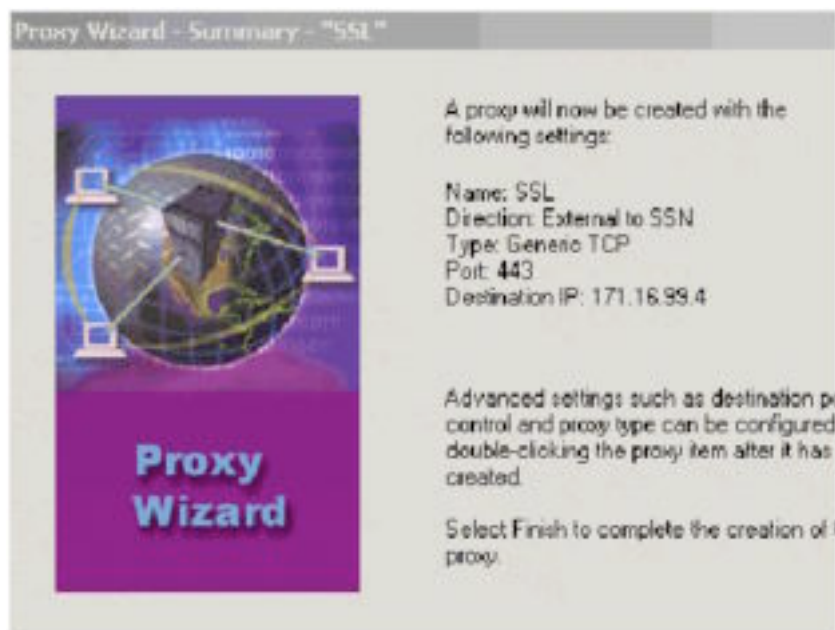 Proxy Wizard - Summary - "SSL"
A proxy will now be created with the
following settings:
Name: SSL
Direction: External to SSN
Type: Generic TCP
Port: 443
Destination IP: 171.16.99.4
Advanced settings such as destination
control and proxy type can be configured
double-clicking the proxy item after it has
created.
Select Finish to complete the creation of
proxy.
Proxy
Wizard